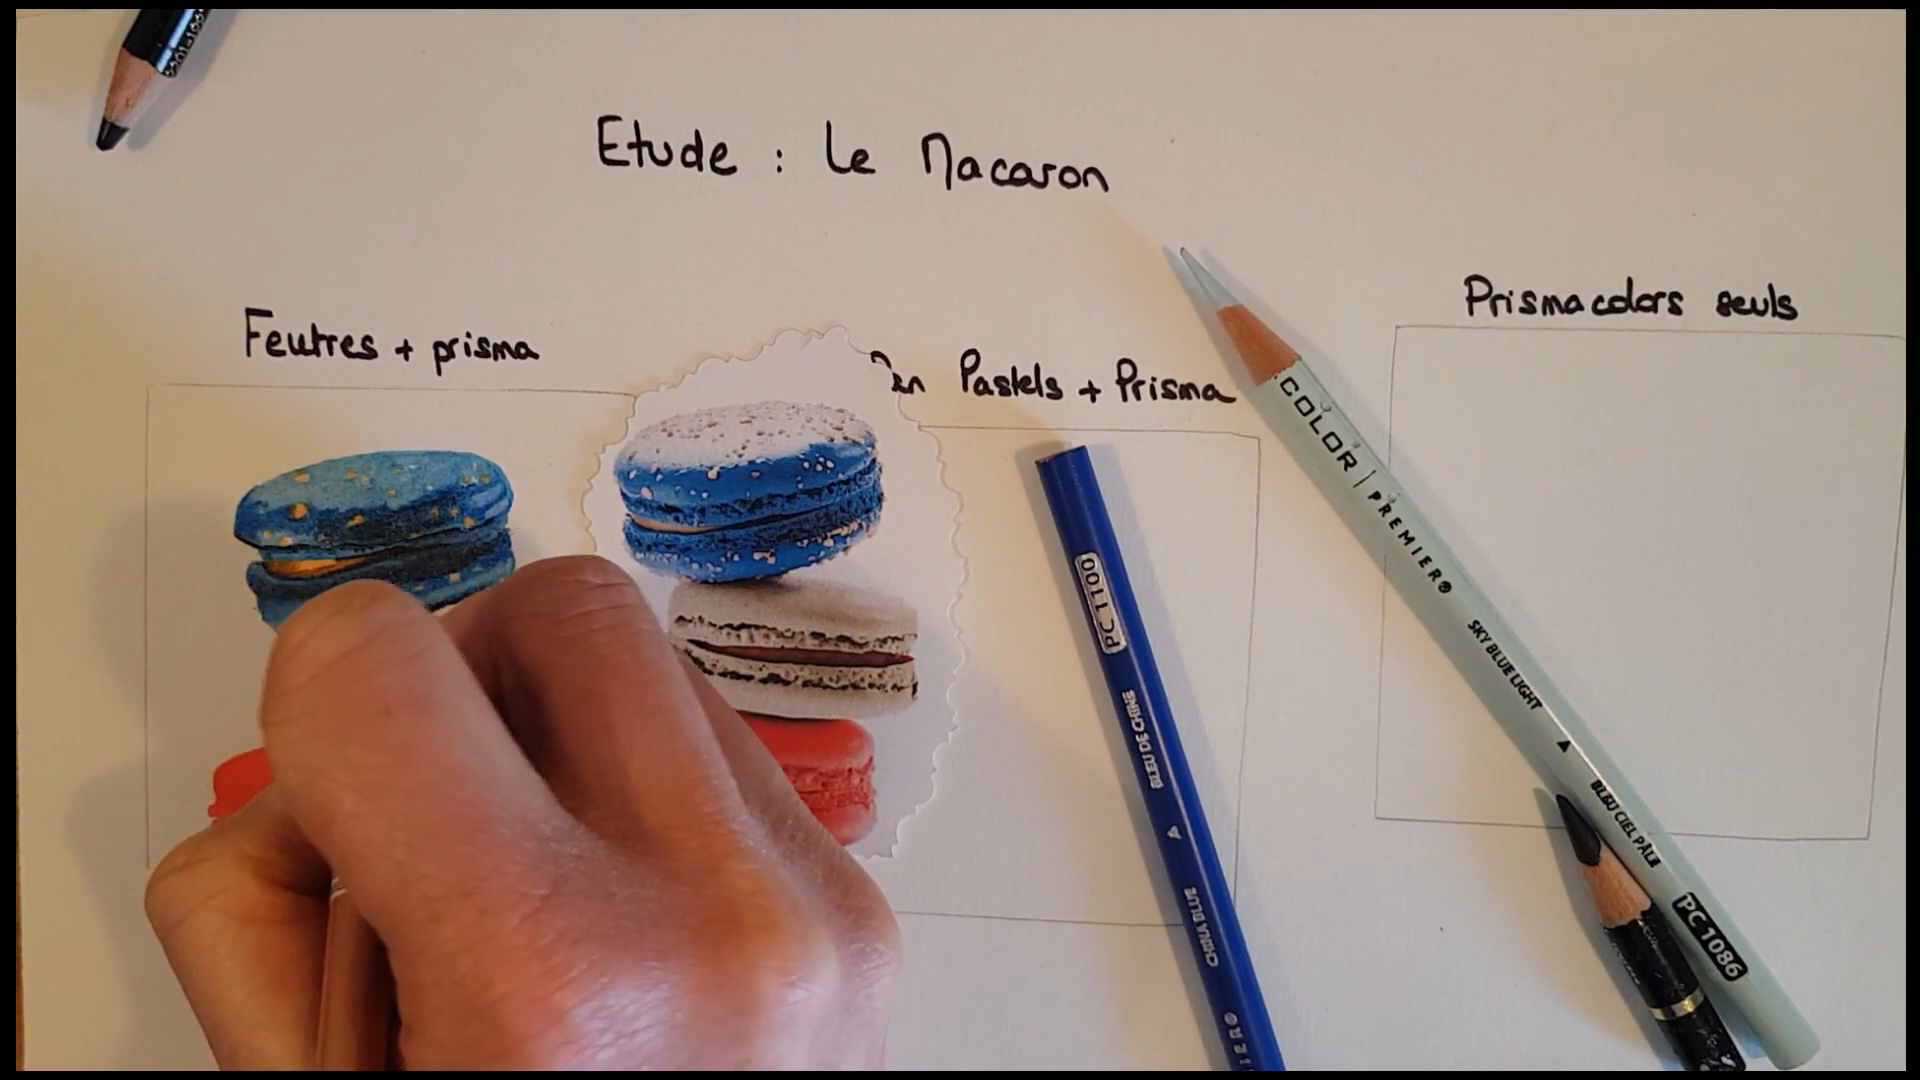 Etude : Le Macaron
Feutres + prisma
Pastels + Prisma
Prismacolors seuls
COLOR | PREMIER®
SKY BLUE LIGHT ▲ BLEU CIEL PÂLE
PC 1086
PC 1100
BLEU DE CHINE ▲ CHINA BLUE
IER®